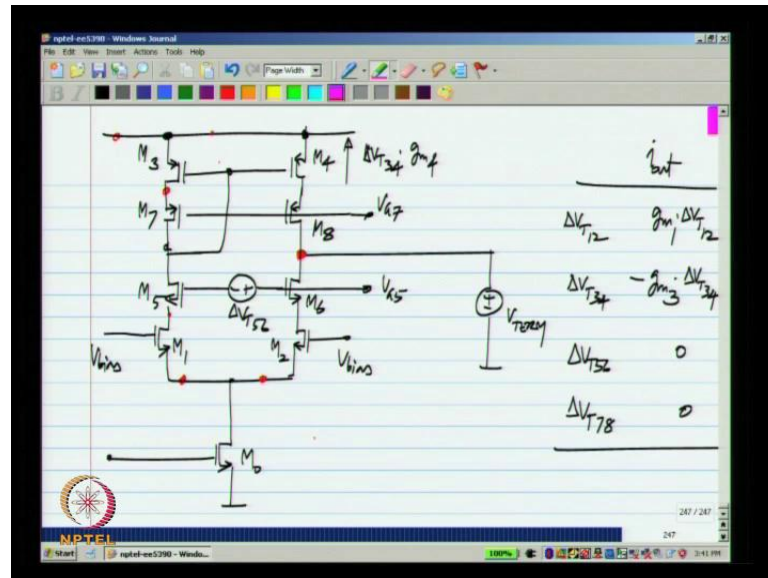 nptel-ee5390 - Windows Journal
File Edit View Insert Actions Tools Help
Page Width
B I
M3
M4
ΔVT34 · gm4
M7
M8
VG7
M5
- +
ΔVT56
M6
VG5
VTERM
Vbias
M1
M2
Vbias
M0
iout
ΔVT12 gm1 · ΔVT12
ΔVT34 - gm3 · ΔVT34
ΔVT56 0
ΔVT78 0
NPTEL
247 / 247
247
Start
nptel-ee5390 - Windo...
100%
3:41 PM